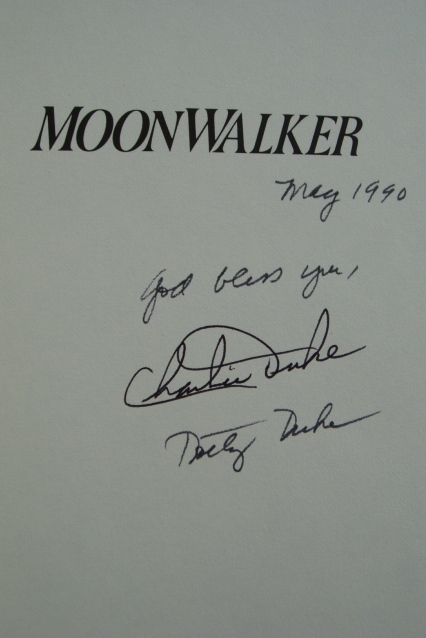 MOONWALKER
May 1990
God bless you,
Charlie Duke
Dotty Duke